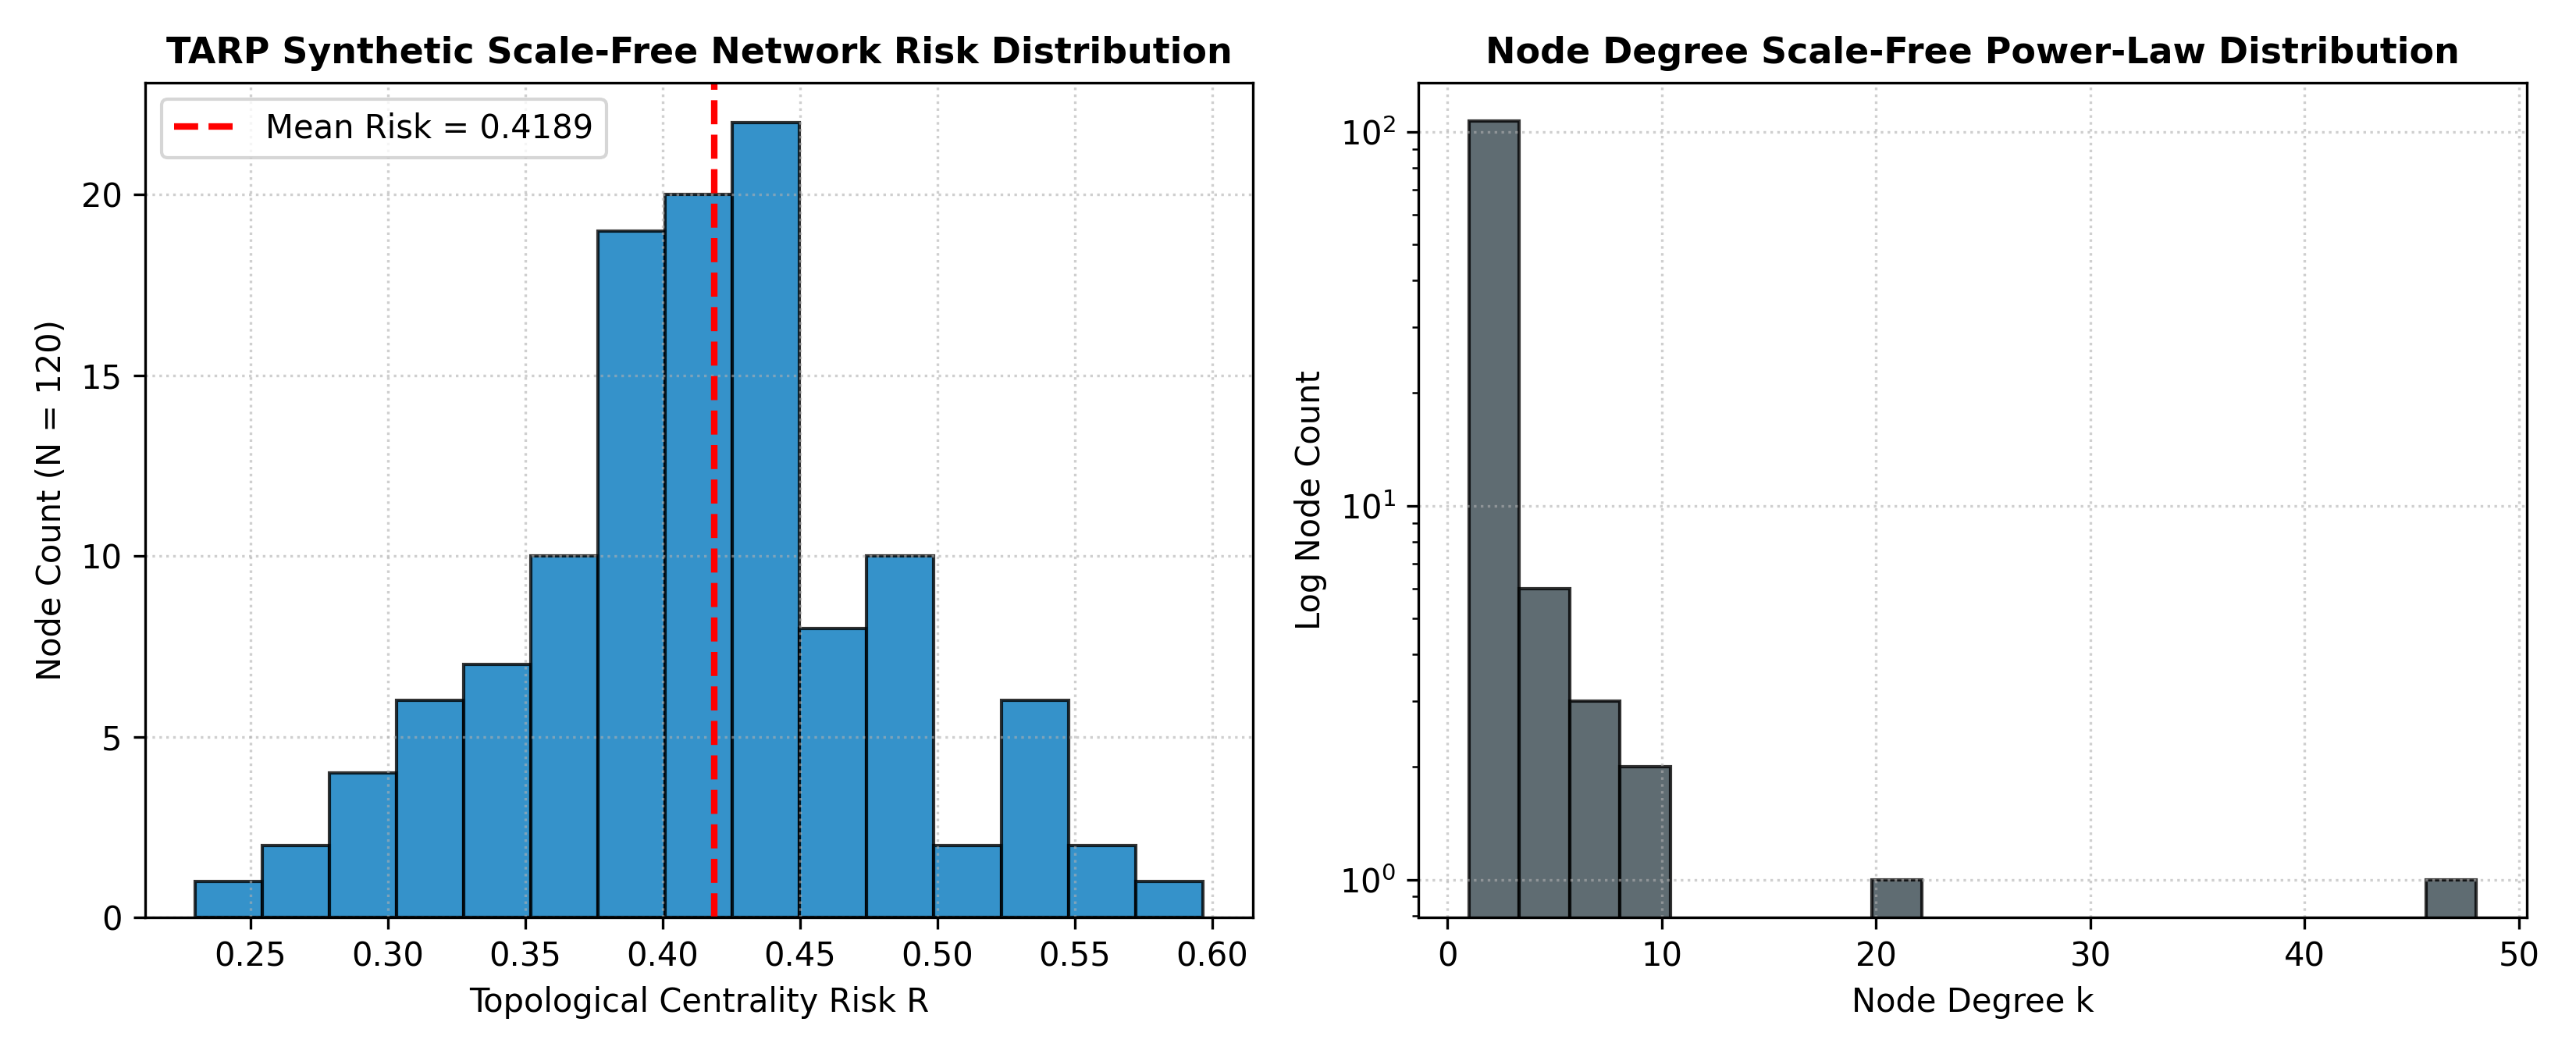 TARP Synthetic Scale-Free Network Risk Distribution
Mean Risk = 0.4189
Node Count (N = 120)
20
15
10
5
0
0.25 0.30 0.35 0.40 0.45 0.50 0.55 0.60
Topological Centrality Risk R
Node Degree Scale-Free Power-Law Distribution
Log Node Count
10²
10¹
10⁰
0 10 20 30 40 50
Node Degree k